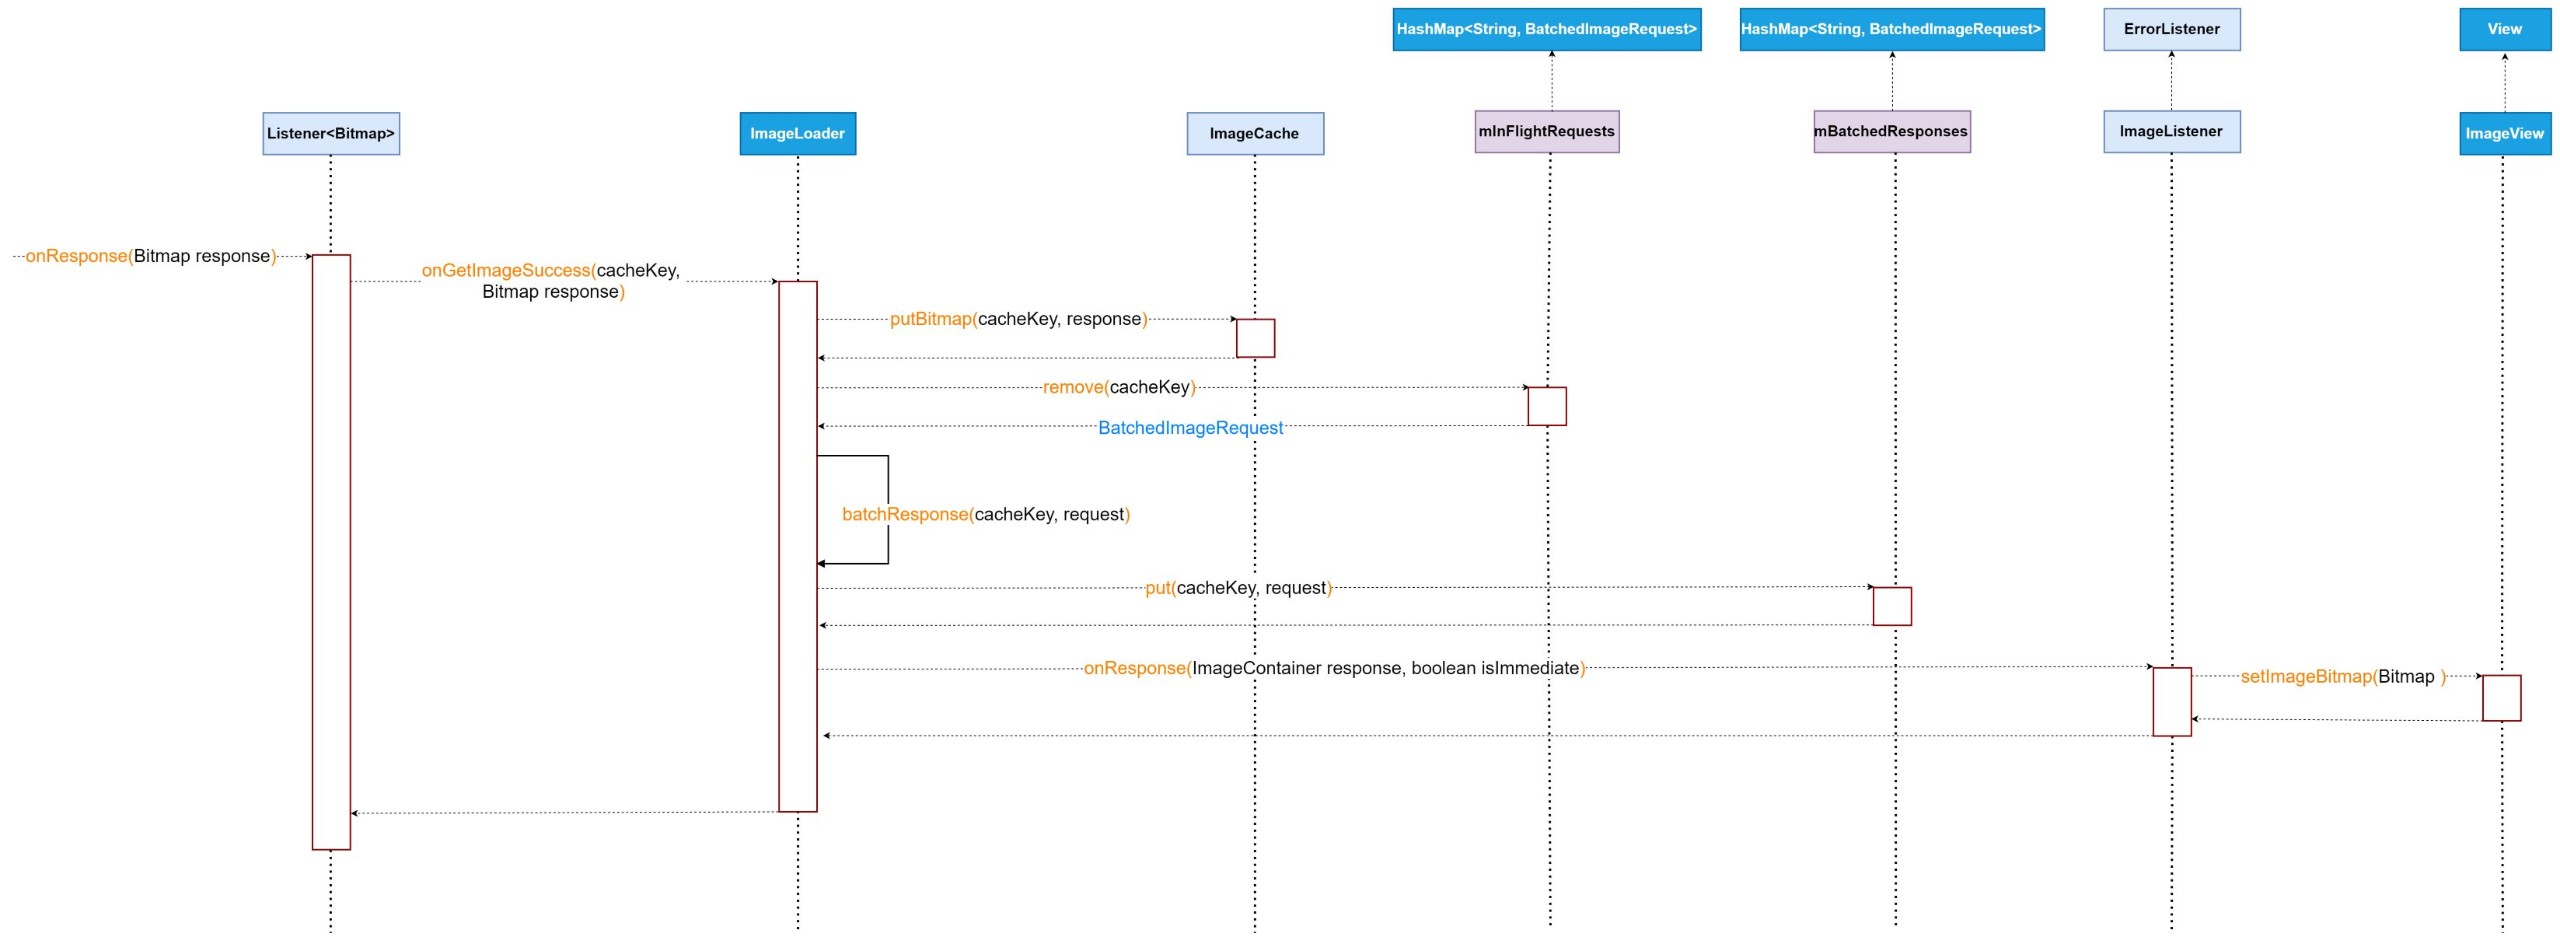 HashMap<String, BatchedImageRequest>
HashMap<String, BatchedImageRequest>
ErrorListener
View
Listener<Bitmap>
ImageLoader
ImageCache
mInFlightRequests
mBatchedResponses
ImageListener
ImageView
onResponse(Bitmap response)
onGetImageSuccess(cacheKey,
Bitmap response)
putBitmap(cacheKey, response)
remove(cacheKey)
BatchedImageRequest
batchResponse(cacheKey, request)
put(cacheKey, request)
onResponse(ImageContainer response, boolean isImmediate)
setImageBitmap(Bitmap )